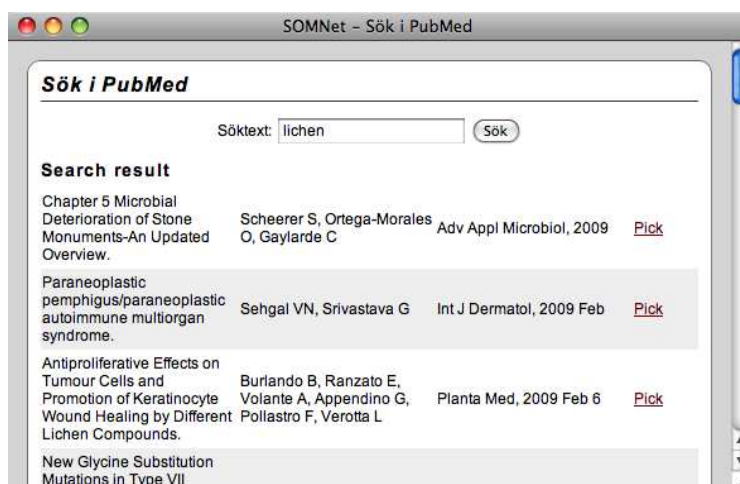 SOMNet – Sök i PubMed
Sök i PubMed
Söktext: lichen Sök
Search result
Chapter 5 Microbial
Deterioration of Stone
Monuments-An Updated
Overview.
Scheerer S, Ortega-Morales
O, Gaylarde C
Adv Appl Microbiol, 2009
Pick
Paraneoplastic
pemphigus/paraneoplastic
autoimmune multiorgan
syndrome.
Sehgal VN, Srivastava G
Int J Dermatol, 2009 Feb
Pick
Antiproliferative Effects on
Tumour Cells and
Promotion of Keratinocyte
Wound Healing by Different
Lichen Compounds.
Burlando B, Ranzato E,
Volante A, Appendino G,
Pollastro F, Verotta L
Planta Med, 2009 Feb 6
Pick
New Glycine Substitution
Mutations in Type VII